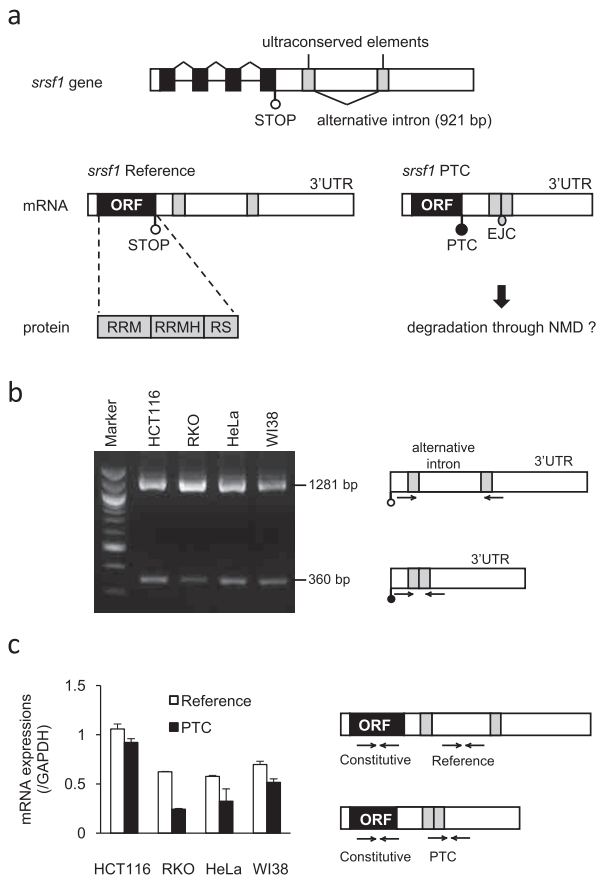 a
ultraconserved elements
srsf1 gene
STOP
alternative intron (921 bp)
srsf1 Reference
3’UTR
srsf1 PTC
3’UTR
mRNA
ORF
STOP
ORF
PTC
EJC
protein
RRM
RRMH
RS
degradation through NMD ?
b
Marker
HCT116
RKO
HeLa
WI38
1281 bp
360 bp
alternative
intron
3’UTR
3’UTR
c
mRNA expressions
(/GAPDH)
1.5
1
0.5
0
Reference
PTC
HCT116
RKO
HeLa
WI38
ORF
Constitutive
Reference
ORF
Constitutive
PTC